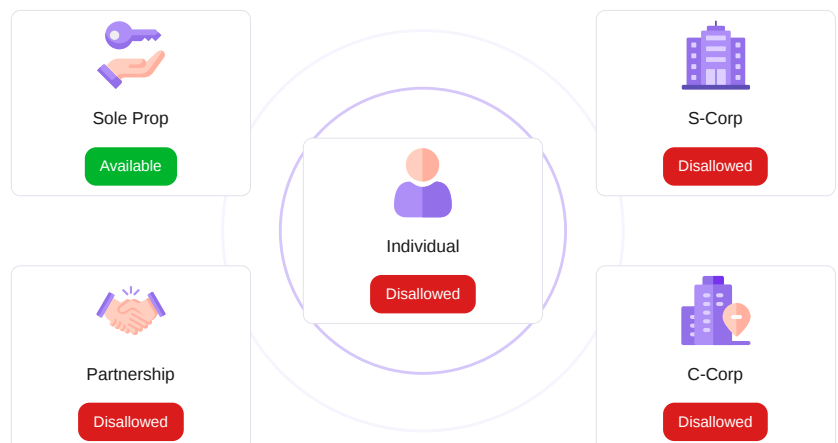 Sole Prop
Available
S-Corp
Disallowed
Individual
Disallowed
Partnership
Disallowed
C-Corp
Disallowed